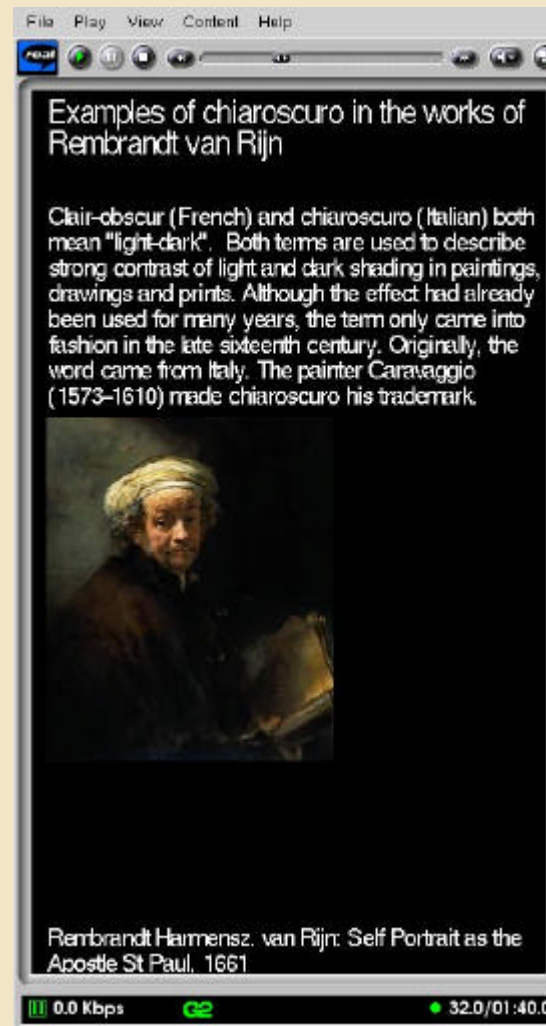 File Play View Content Help
real
Examples of chiaroscuro in the works of
Rembrandt van Rijn
Clair-obscur (French) and chiaroscuro (Italian) both
mean "light-dark". Both terms are used to describe
strong contrast of light and dark shading in paintings,
drawings and prints. Although the effect had already
been used for many years, the term only came into
fashion in the late sixteenth century. Originally, the
word came from Italy. The painter Caravaggio
(1573-1610) made chiaroscuro his trademark.
Rembrandt Harmensz. van Rijn: Self Portrait as the
Apostle St Paul. 1661
0.0 Kbps G2 32.0/01:40.0